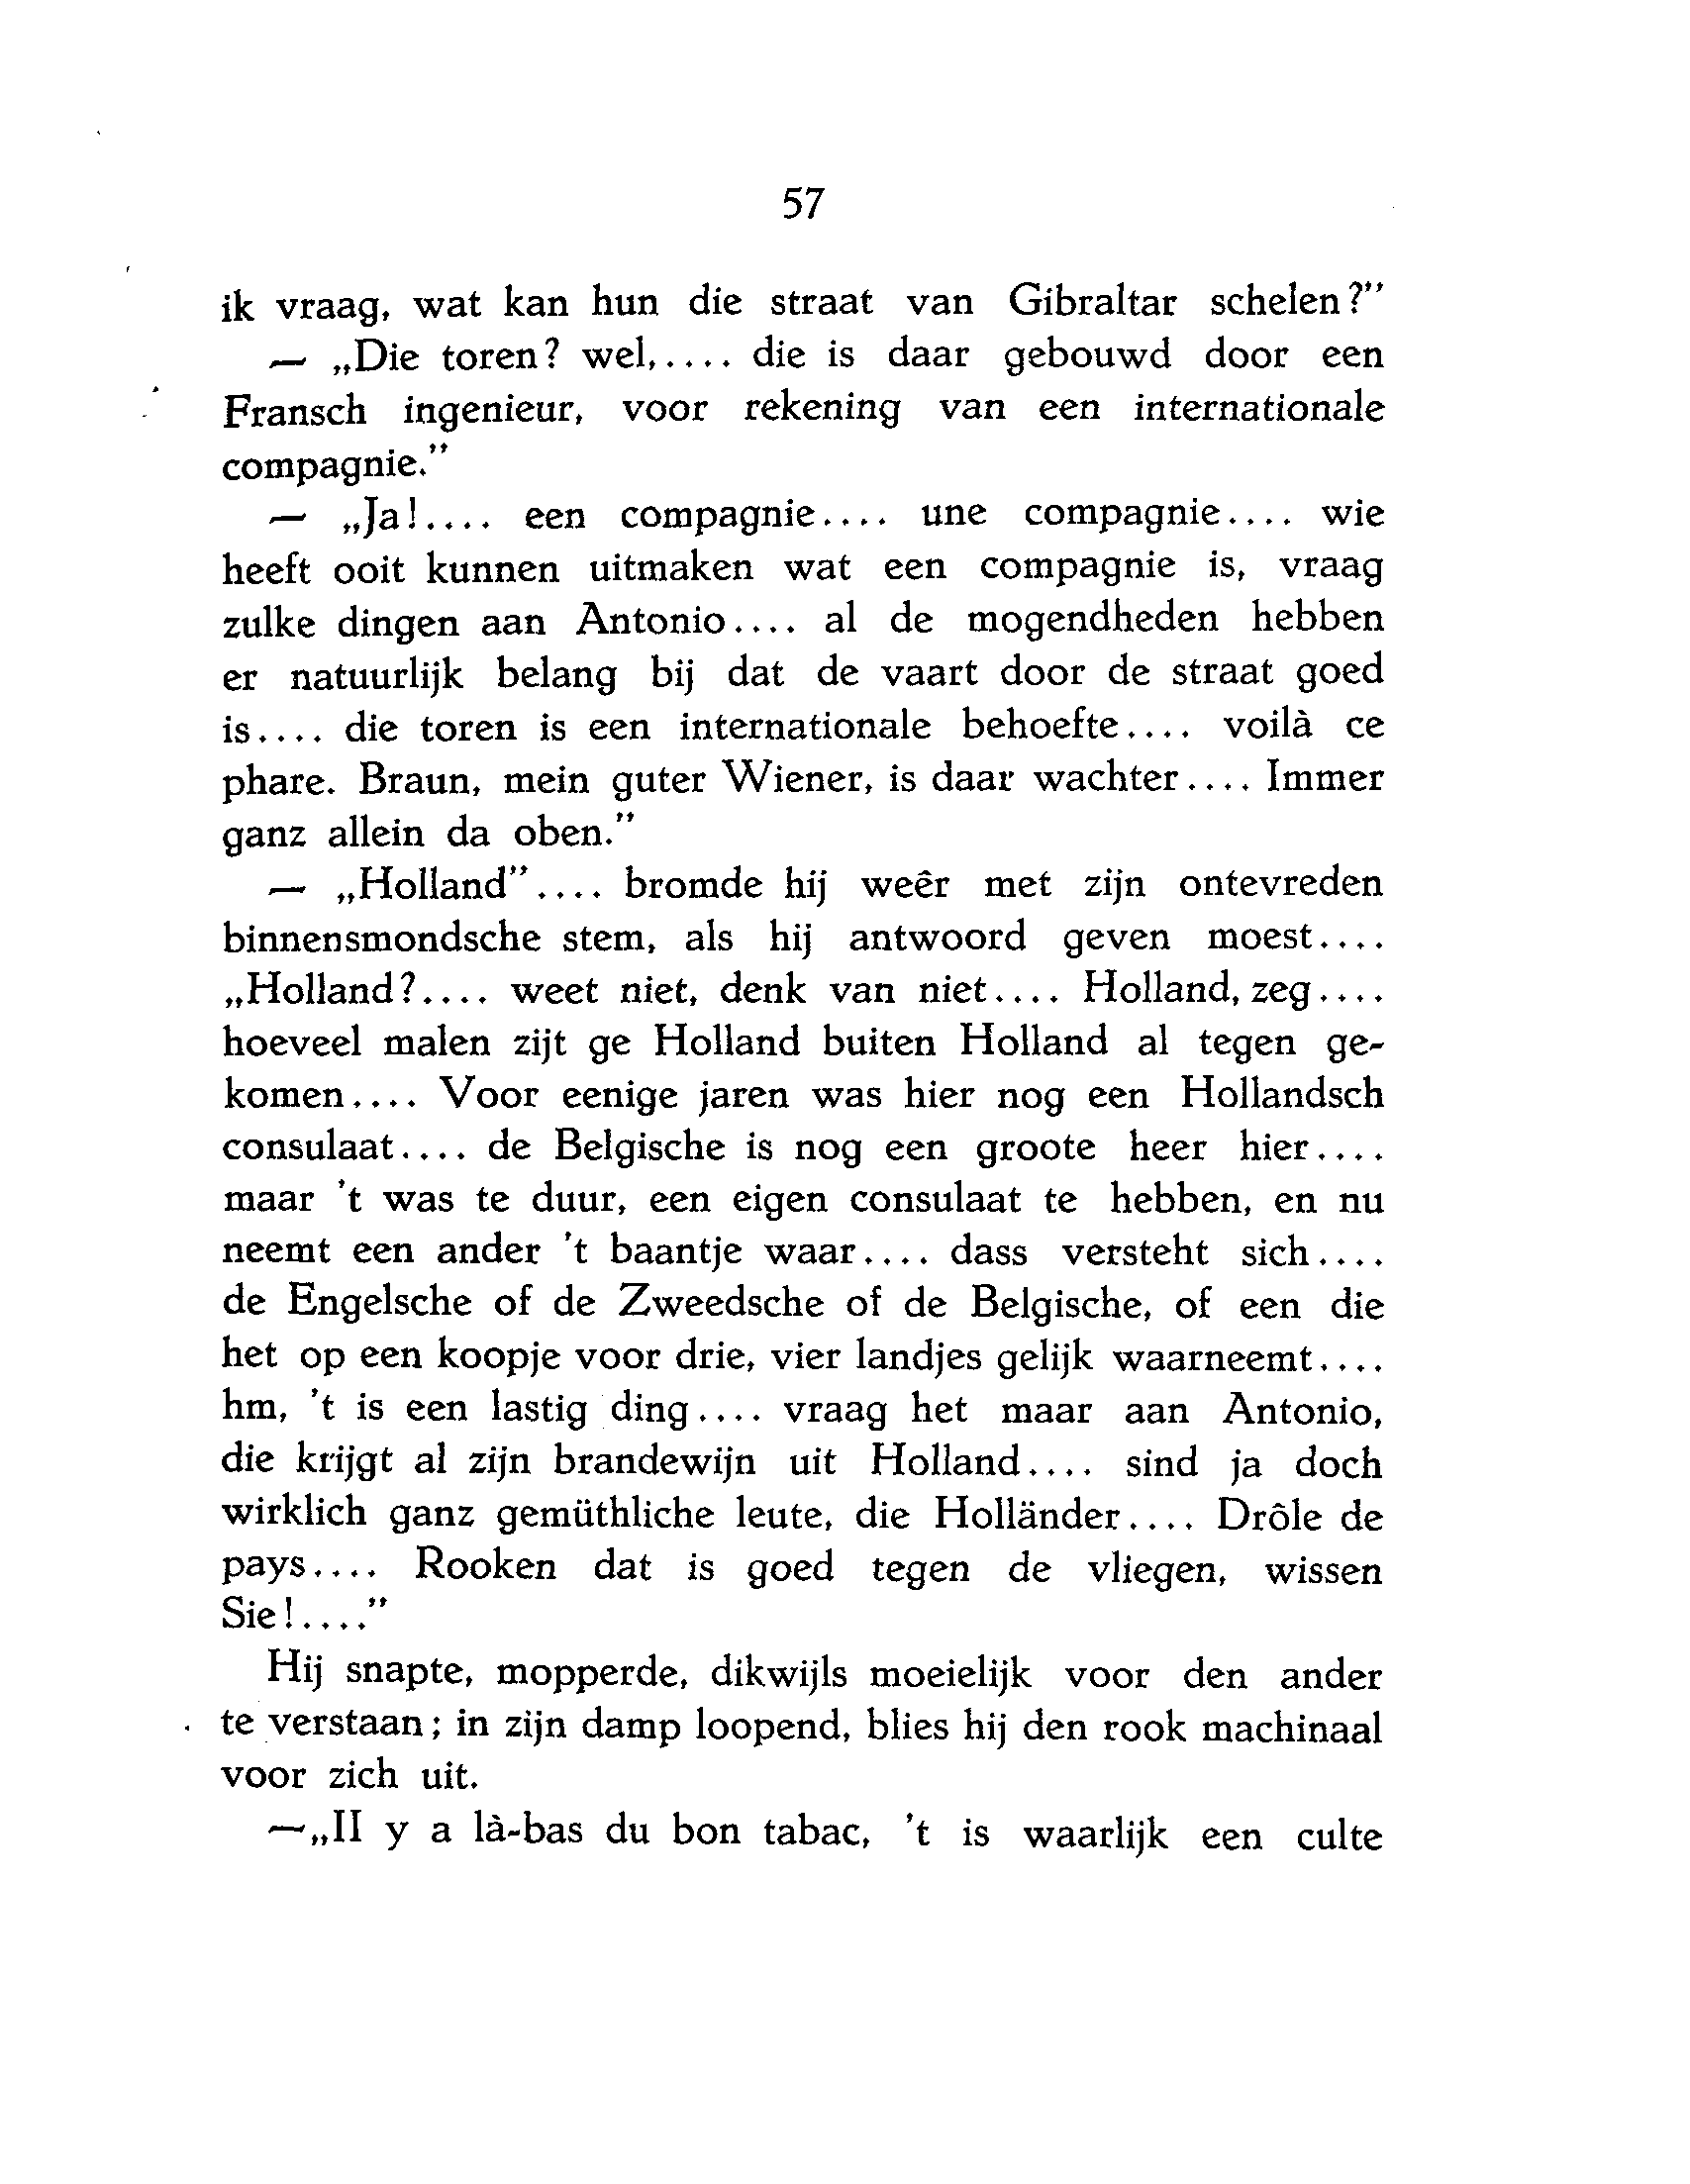 57
ik vraag, wat kan hun die straat van Gibraltar schelen?"
— „Die toren? wel,..... die is daar gebouwd door een
Fransch ingenieur, voor rekening van een internationale
compagnie."
— „Ja!.... een compagnie.... une compagnie.... wie
heeft ooit kunnen uitmaken wat een compagnie is, vraag
zulke dingen aan Antonio.... al de mogendheden hebben
er natuurlijk belang bij dat de vaart door de straat goed
is.... die toren is een internationale behoefte.... voilà ce
phare. Braun, mein guter Wiener, is daar wachter.... Immer
ganz allein da oben."
— „Holland".... bromde hij weêr met zijn ontevreden
binnensmondsche stem, als hij antwoord geven moest....
„Holland?.... weet niet, denk van niet.... Holland, zeg....
hoeveel malen zijt ge Holland buiten Holland al tegen ge-
komen.... Voor eenige jaren was hier nog een Hollandsch
consulaat.... de Belgische is nog een groote heer hier....
maar 't was te duur, een eigen consulaat te hebben, en nu
neemt een ander 't baantje waar.... dass versteht sich....
de Engelsche of de Zweedsche of de Belgische, of een die
het op een koopje voor drie, vier landjes gelijk waarneemt....
hm, 't is een lastig ding.... vraag het maar aan Antonio,
die krijgt al zijn brandewijn uit Holland.... sind ja doch
wirklich ganz gemüthliche leute, die Holländer.... Drôle de
pays.... Rooken dat is goed tegen de vliegen, wissen
Sie!...."
Hij snapte, mopperde, dikwijls moeielijk voor den ander
te verstaan; in zijn damp loopend, blies hij den rook machinaal
voor zich uit.
—„II y a là-bas du bon tabac, 't is waarlijk een culte